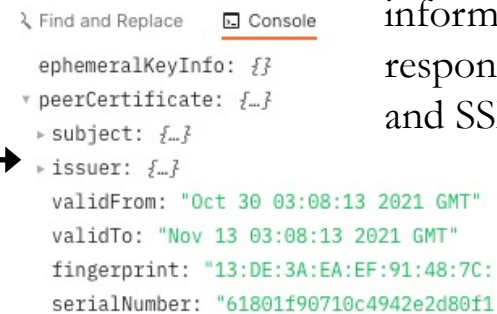 Find and Replace Console
ephemeralKeyInfo: {}
peerCertificate: {…}
subject: {…}
issuer: {…}
validFrom: "Oct 30 03:08:13 2021 GMT"
validTo: "Nov 13 03:08:13 2021 GMT"
fingerprint: "13:DE:3A:EA:EF:91:48:7C:
serialNumber: "61801f90710c4942e2d80f1
inform
respon
and SS